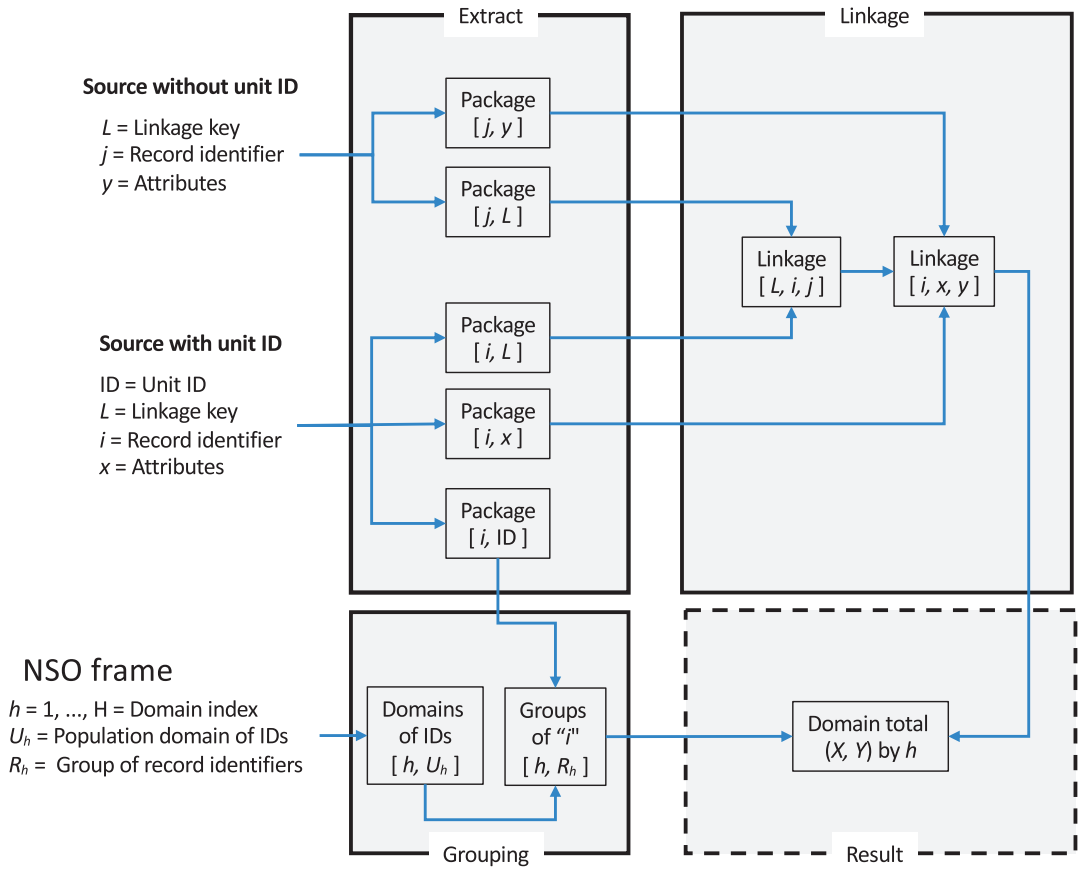 Extract
Linkage
Source without unit ID
L = Linkage key
j = Record identifier
y = Attributes
Package
[ j, y ]
Package
[ j, L ]
Linkage
[ L, i, j ]
Linkage
[ i, x, y ]
Source with unit ID
ID = Unit ID
L = Linkage key
i = Record identifier
x = Attributes
Package
[ i, L ]
Package
[ i, x ]
Package
[ i, ID ]
NSO frame
h = 1, ..., H = Domain index
Uh = Population domain of IDs
Rh = Group of record identifiers
Domains
of IDs
[ h, Uh ]
Groups
of “i"
[ h, Rh ]
Domain total
(X, Y) by h
Grouping
Result